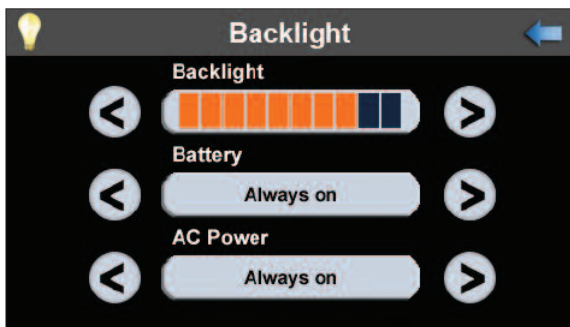 Backlight
Backlight
< >
Battery
< Always on >
AC Power
< Always on >